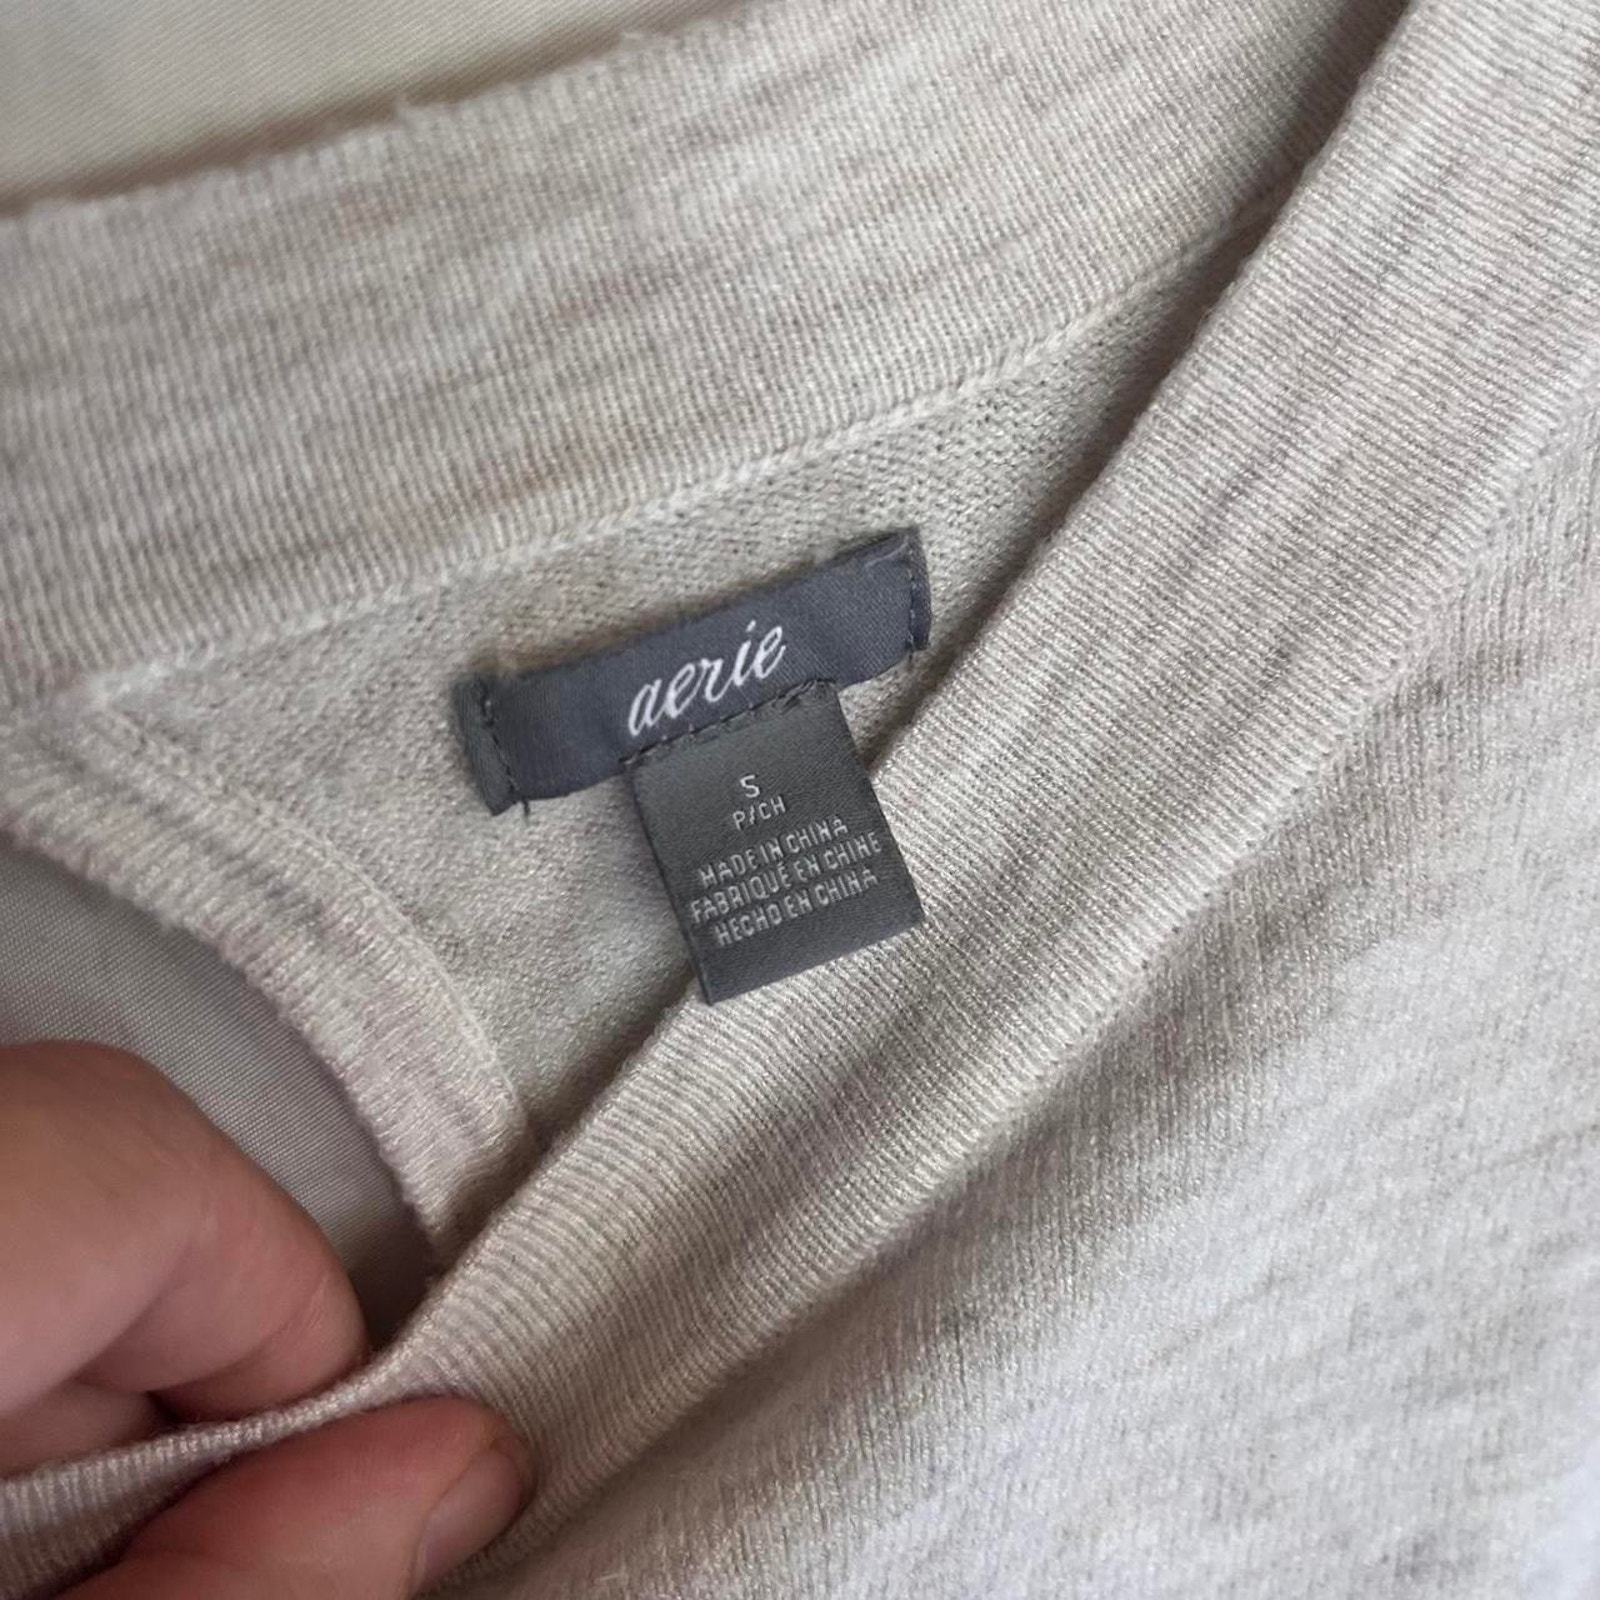 aerie
S
P/CH
MADE IN CHINA
FABRIQUÉ EN CHINE
HECHO EN CHINA